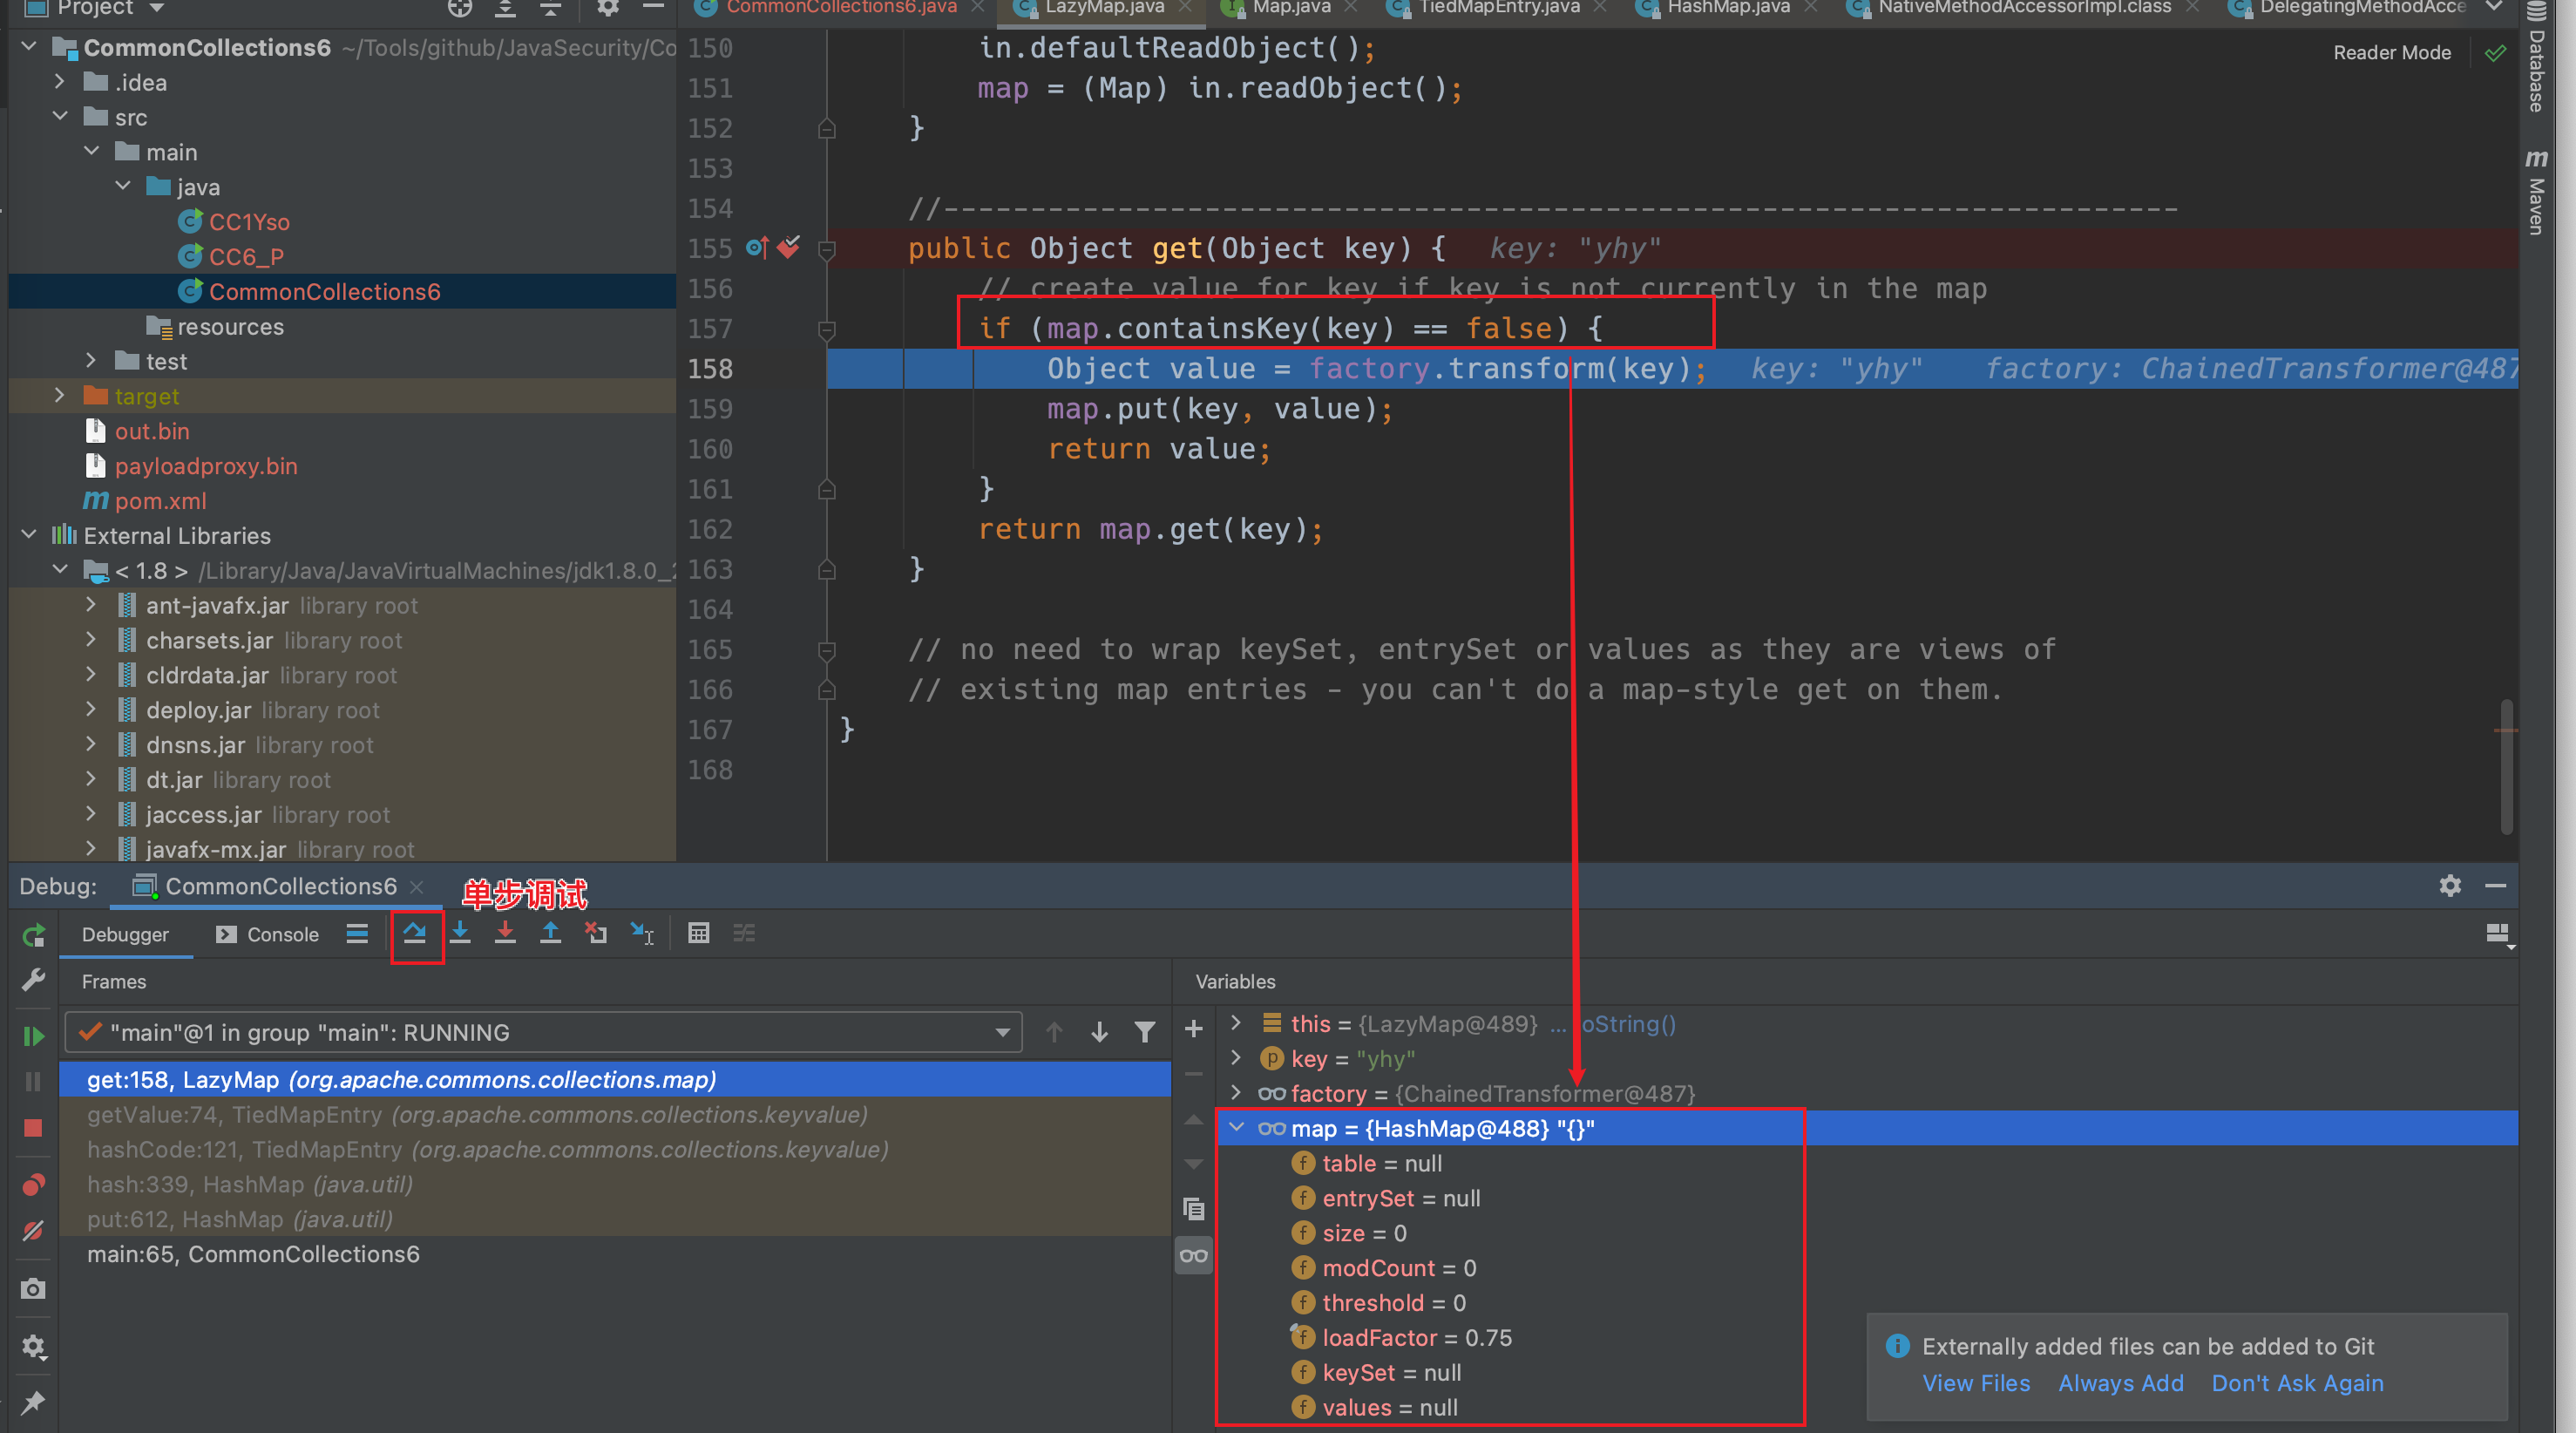 Project
CommonCollections6 ~/Tools/github/JavaSecurity/Co
.idea
src
main
java
CC1Yso
CC6_P
CommonCollections6
resources
test
target
out.bin
payloadproxy.bin
pom.xml
External Libraries
< 1.8 > /Library/Java/JavaVirtualMachines/jdk1.8.0_2
ant-javafx.jar library root
charsets.jar library root
cldrdata.jar library root
deploy.jar library root
dnsns.jar library root
dt.jar library root
jaccess.jar library root
javafx-mx.jar library root
CommonCollections6.java LazyMap.java Map.java TiedMapEntry.java HashMap.java NativeMethodAccessorImpl.class DelegatingMethodAcce
Reader Mode
150 in.defaultReadObject();
151 map = (Map) in.readObject();
152 }
153
154 //-----------------------------------------------------------------------
155 public Object get(Object key) { key: "yhy"
156 // create value for key if key is not currently in the map
157 if (map.containsKey(key) == false) {
158 Object value = factory.transform(key); key: "yhy" factory: ChainedTransformer@487
159 map.put(key, value);
160 return value;
161 }
162 return map.get(key);
163 }
164
165 // no need to wrap keySet, entrySet or values as they are views of
166 // existing map entries - you can't do a map-style get on them.
167 }
168
Database
Maven
Debug: CommonCollections6
单步调试
Debugger Console
Frames
"main"@1 in group "main": RUNNING
get:158, LazyMap (org.apache.commons.collections.map)
getValue:74, TiedMapEntry (org.apache.commons.collections.keyvalue)
hashCode:121, TiedMapEntry (org.apache.commons.collections.keyvalue)
hash:339, HashMap (java.util)
put:612, HashMap (java.util)
main:65, CommonCollections6
Variables
this = {LazyMap@489} ... oString()
key = "yhy"
factory = {ChainedTransformer@487}
map = {HashMap@488} "{}"
table = null
entrySet = null
size = 0
modCount = 0
threshold = 0
loadFactor = 0.75
keySet = null
values = null
Externally added files can be added to Git
View Files Always Add Don't Ask Again